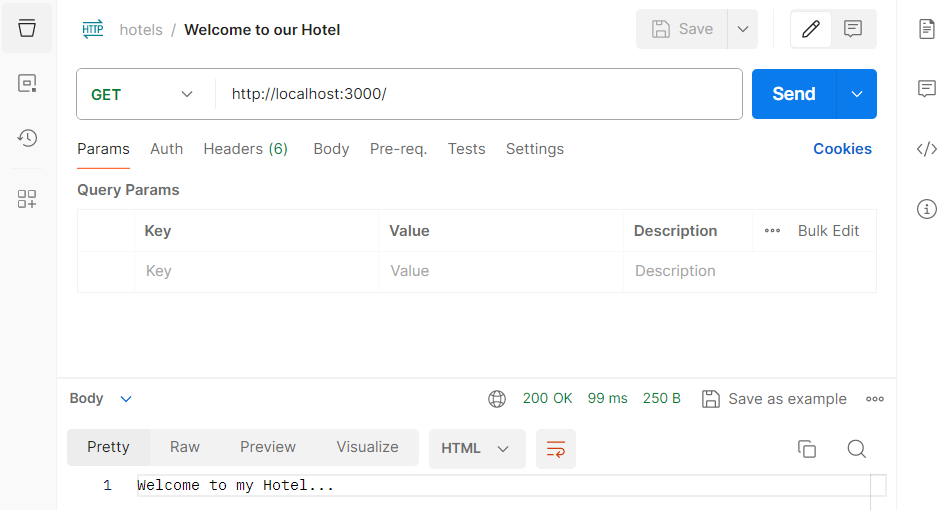 HTTP hotels / Welcome to our Hotel Save
GET http://localhost:3000/ Send
Params Auth Headers (6) Body Pre-req. Tests Settings Cookies
Query Params
Key Value Description ••• Bulk Edit
Key Value Description
Body 200 OK 99 ms 250 B Save as example
Pretty Raw Preview Visualize HTML
1 Welcome to my Hotel...